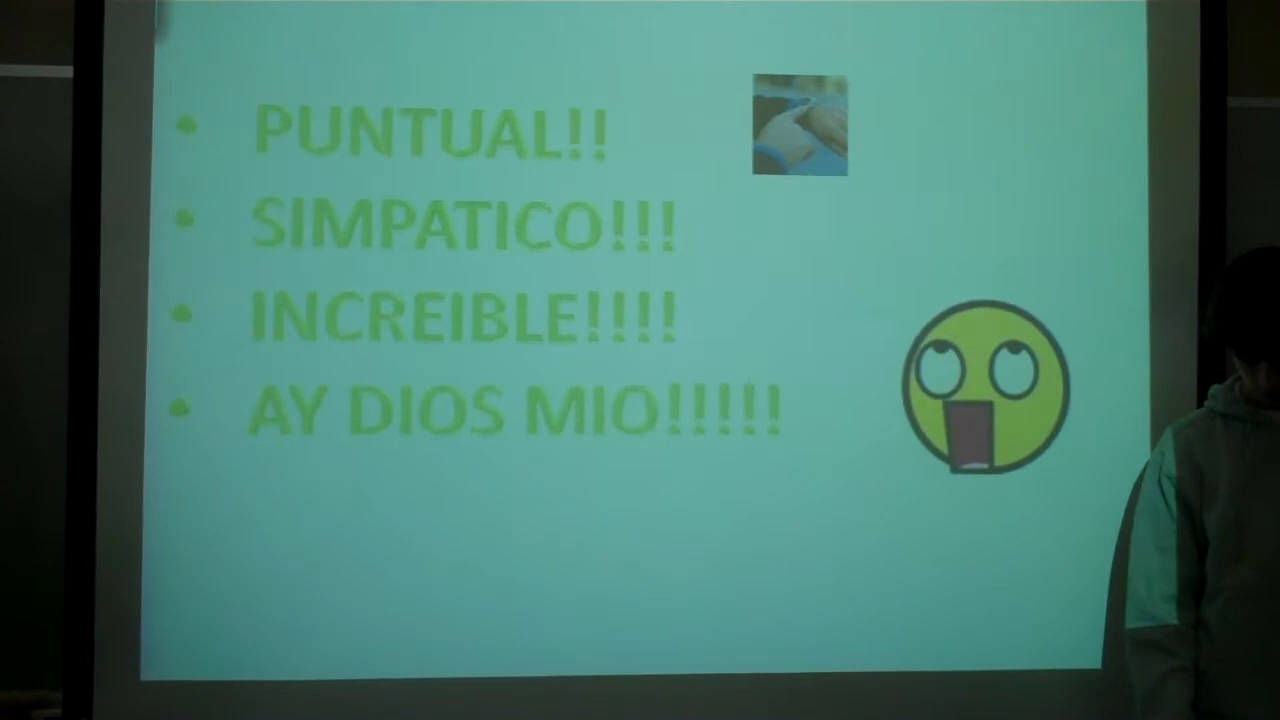 • PUNTUAL!!
• SIMPATICO!!!
• INCREIBLE!!!!
• AY DIOS MIO!!!!!